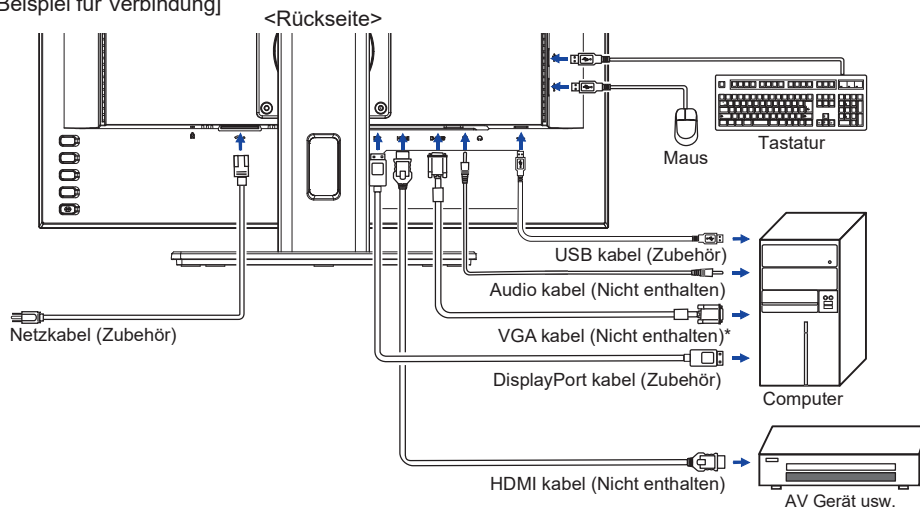 Beispiel für Verbindung]
<Rückseite>
Tastatur
Maus
USB kabel (Zubehör)
Audio kabel (Nicht enthalten)
Netzkabel (Zubehör)
VGA kabel (Nicht enthalten)*
DisplayPort kabel (Zubehör)
Computer
HDMI kabel (Nicht enthalten)
AV Gerät usw.